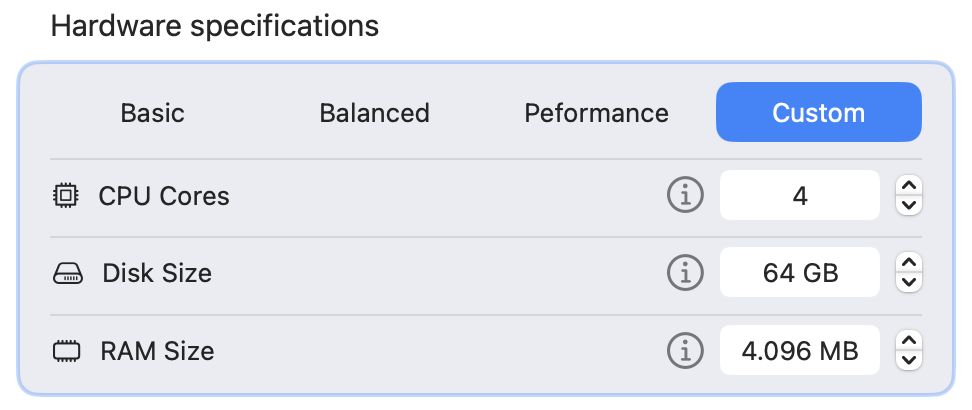 Hardware specifications
Basic Balanced Peformance Custom
CPU Cores 4
Disk Size 64 GB
RAM Size 4.096 MB